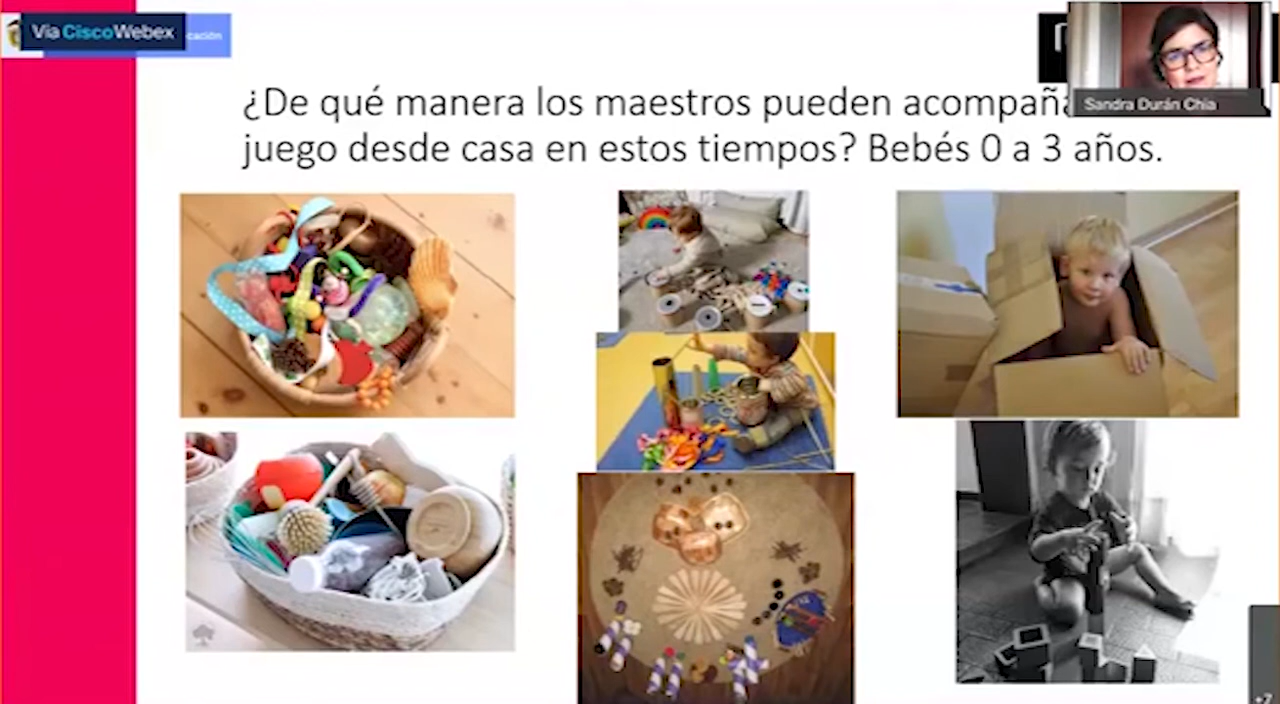 Vía Cisco Webex
cación
Sandra Durán Chia
¿De qué manera los maestros pueden acompaña
juego desde casa en estos tiempos? Bebés 0 a 3 años.
+7